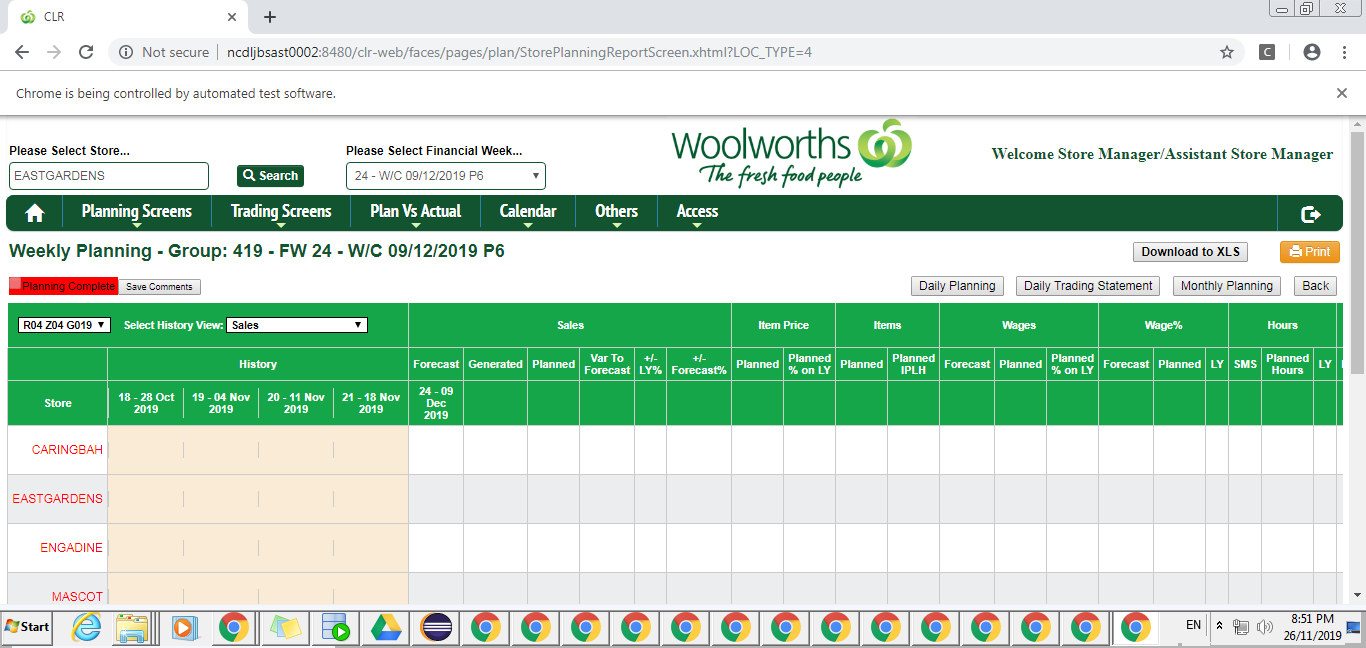 CLR
Not secure
ncdljbsast0002:8480/clr-web/faces/pages/plan/StorePlanningReportScreen.xhtml?LOC_TYPE=4
C
Chrome is being controlled by automated test software.
Please Select Store...
EASTGARDENS
Search
Please Select Financial Week...
24 - W/C 09/12/2019 P6
Woolworths
The fresh food people
Welcome Store Manager/Assistant Store Manager
Planning Screens
Trading Screens
Plan Vs Actual
Calendar
Others
Access
Weekly Planning - Group: 419 - FW 24 - W/C 09/12/2019 P6
Download to XLS
Print
Planning Complete
Save Comments
Daily Planning
Daily Trading Statement
Monthly Planning
Back
R04 Z04 G019
Select History View:
Sales
Sales
Item Price
Items
Wages
Wage%
Hours
History
Forecast
Generated
Planned
Var To
Forecast
+/-
LY%
+/-
Forecast%
Planned
Planned
% on LY
Planned
Planned
IPLH
Forecast
Planned
Planned
% on LY
Forecast
Planned
LY
SMS
Planned
Hours
LY
Store
18 - 28 Oct
2019
19 - 04 Nov
2019
20 - 11 Nov
2019
21 - 18 Nov
2019
24 - 09
Dec
2019
CARINGBAH
EASTGARDENS
ENGADINE
MASCOT
Start
EN
8:51 PM
26/11/2019